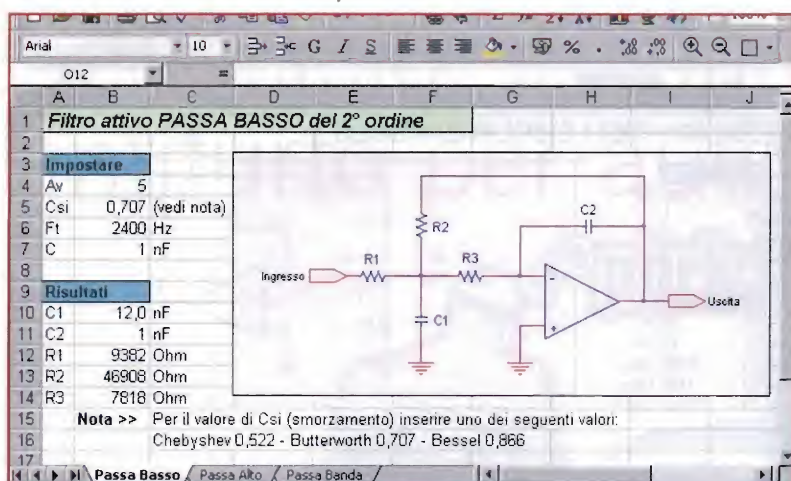 Arial 10 G I S % .
O12 =
A B C D E F G H I J
1 Filtro attivo PASSA BASSO del 2° ordine
2
3 Impostare
4 Av 5
5 Csi 0,707 (vedi nota)
6 Ft 2400 Hz
7 C 1 nF
8
9 Risultati
10 C1 12,0 nF
11 C2 1 nF
12 R1 9382 Ohm
13 R2 46908 Ohm
14 R3 7818 Ohm
15 Nota >> Per il valore di Csi (smorzamento) inserire uno dei seguenti valori:
16 Chebyshev 0,522 - Butterworth 0,707 - Bessel 0,866
17
C2
R2
R1 R3
Ingresso
- 
Uscita
C1
+
Passa Basso Passa Alto Passa Banda